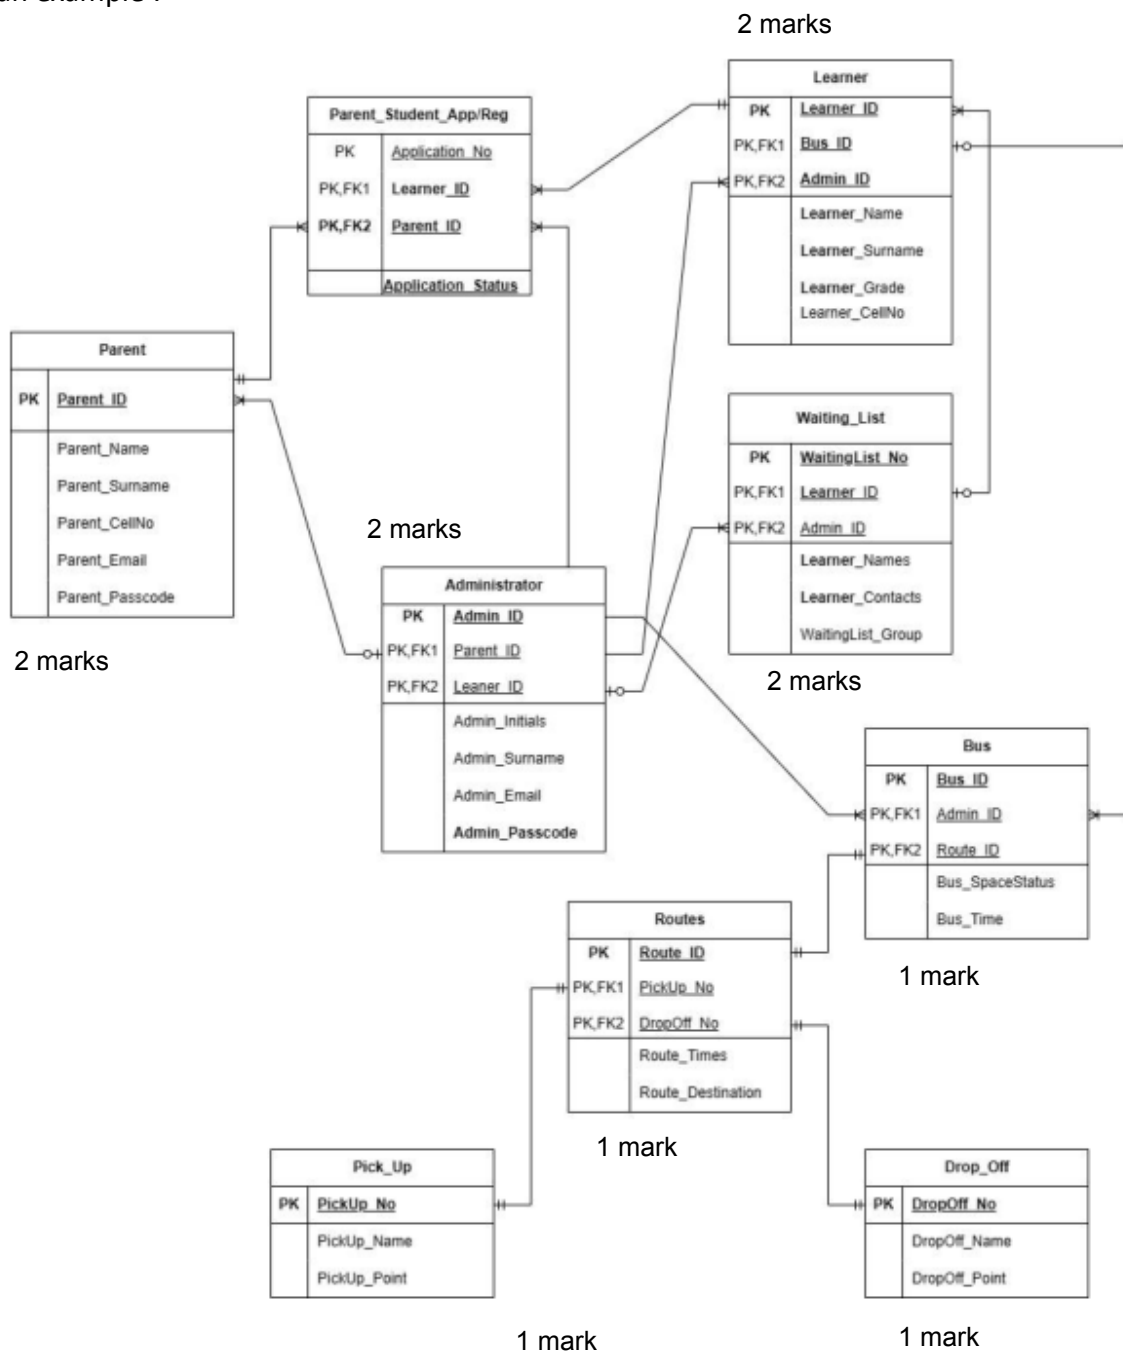 an example .
2 marks
Learner
PK Learner_ID
PK,FK1 Bus_ID
PK,FK2 Admin_ID
Learner_Name
Learner_Surname
Learner_Grade
Learner_CellNo
Parent_Student_App/Reg
PK Application_No
PK,FK1 Learner_ID
PK,FK2 Parent_ID
Application_Status
Parent
PK Parent_ID
Parent_Name
Parent_Surname
Parent_CellNo
Parent_Email
Parent_Passcode
2 marks
Waiting_List
PK WaitingList_No
PK,FK1 Learner_ID
PK,FK2 Admin_ID
Learner_Names
Learner_Contacts
WaitingList_Group
2 marks
2 marks
Administrator
PK Admin_ID
PK,FK1 Parent_ID
PK,FK2 Leaner_ID
Admin_Initials
Admin_Surname
Admin_Email
Admin_Passcode
Bus
PK Bus_ID
PK,FK1 Admin_ID
PK,FK2 Route_ID
Bus_SpaceStatus
Bus_Time
1 mark
Routes
PK Route_ID
PK,FK1 PickUp_No
PK,FK2 DropOff_No
Route_Times
Route_Destination
1 mark
Pick_Up
PK PickUp_No
PickUp_Name
PickUp_Point
1 mark
Drop_Off
PK DropOff_No
DropOff_Name
DropOff_Point
1 mark